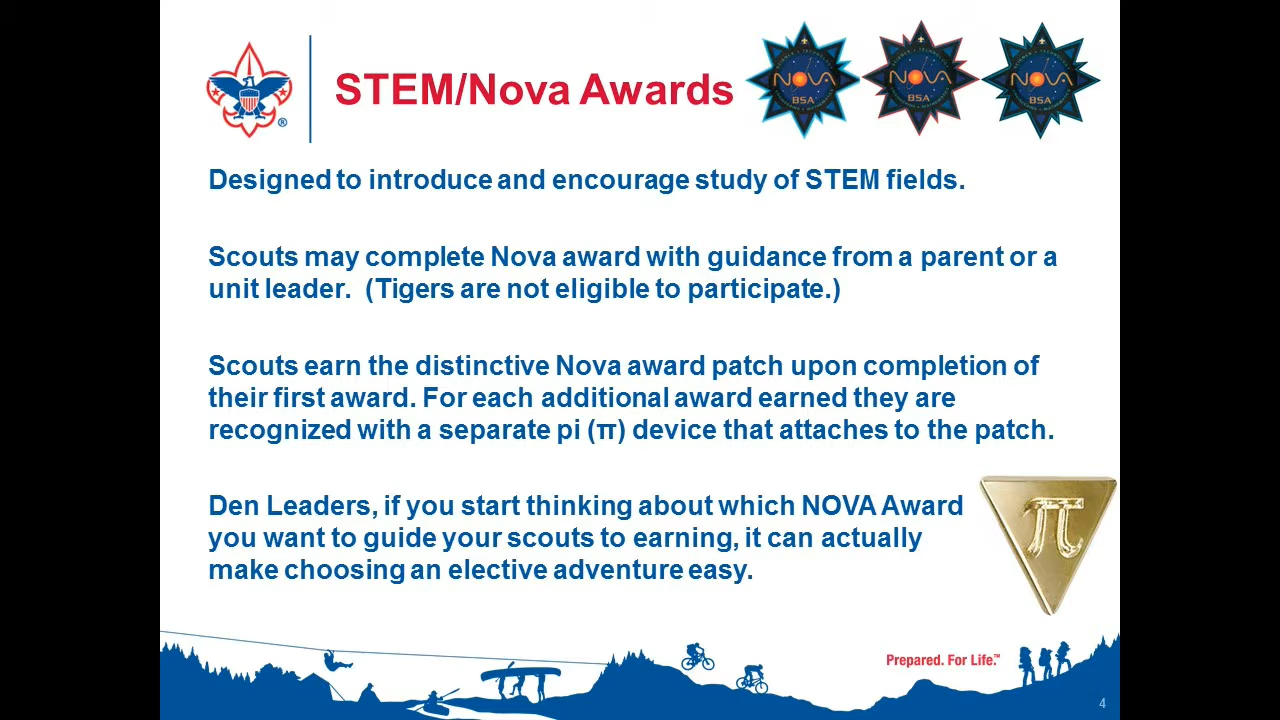 STEM/Nova Awards
NOVA
BSA
NOVA
BSA
NOVA
BSA
®
Designed to introduce and encourage study of STEM fields.
Scouts may complete Nova award with guidance from a parent or a
unit leader. (Tigers are not eligible to participate.)
Scouts earn the distinctive Nova award patch upon completion of
their first award. For each additional award earned they are
recognized with a separate pi (π) device that attaches to the patch.
Den Leaders, if you start thinking about which NOVA Award
you want to guide your scouts to earning, it can actually
make choosing an elective adventure easy.
π
Prepared. For Life.™
4